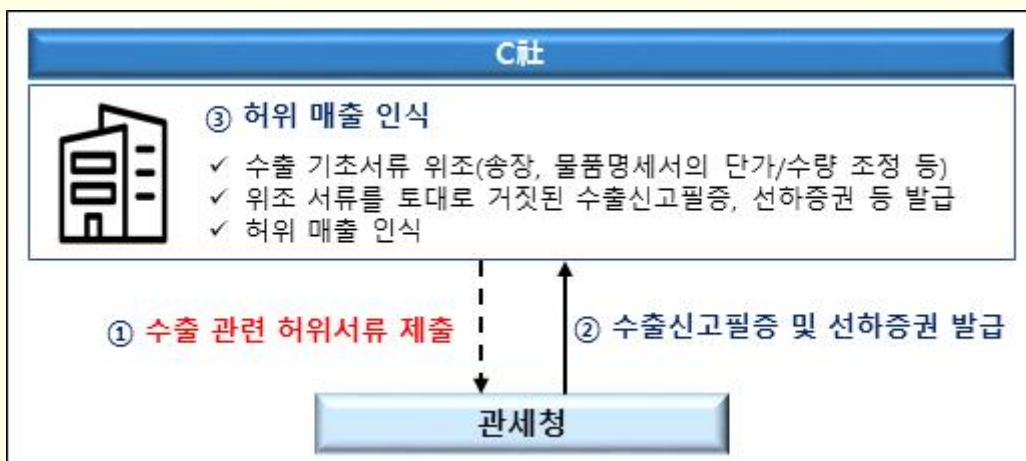 C社
③ 허위 매출 인식
✓ 수출 기초서류 위조(송장, 물품명세서의 단가/수량 조정 등)
✓ 위조 서류를 토대로 거짓된 수출신고필증, 선하증권 등 발급
✓ 허위 매출 인식
① 수출 관련 허위서류 제출
② 수출신고필증 및 선하증권 발급
관세청